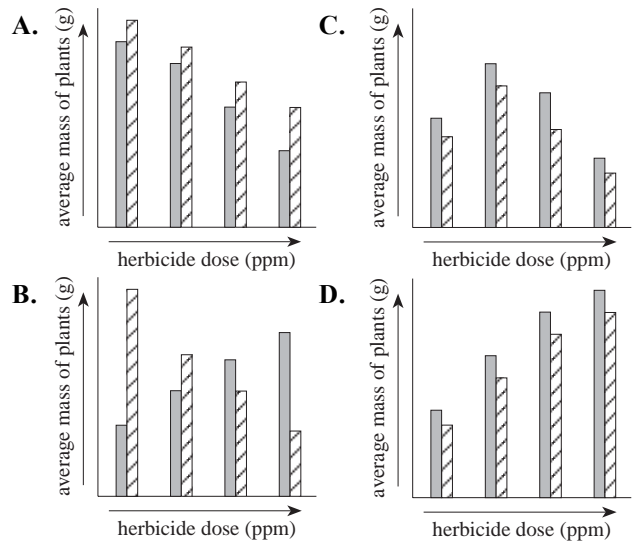 A.
average mass of plants (g)
herbicide dose (ppm)
B.
average mass of plants (g)
herbicide dose (ppm)
C.
average mass of plants (g)
herbicide dose (ppm)
D.
average mass of plants (g)
herbicide dose (ppm)